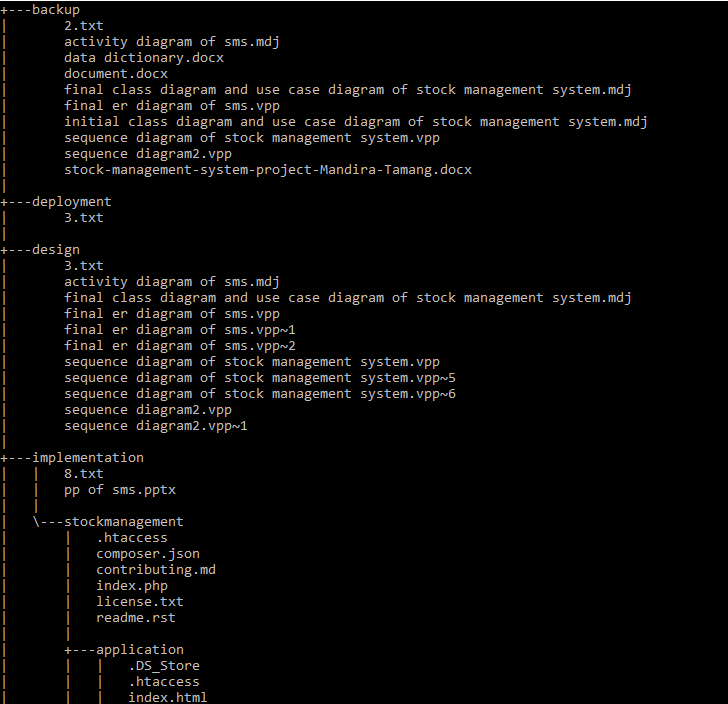 +---backup
|       2.txt
|       activity diagram of sms.mdj
|       data dictionary.docx
|       document.docx
|       final class diagram and use case diagram of stock management system.mdj
|       final er diagram of sms.vpp
|       initial class diagram and use case diagram of stock management system.mdj
|       sequence diagram of stock management system.vpp
|       sequence diagram2.vpp
|       stock-management-system-project-Mandira-Tamang.docx
|
+---deployment
|       3.txt
|
+---design
|       3.txt
|       activity diagram of sms.mdj
|       final class diagram and use case diagram of stock management system.mdj
|       final er diagram of sms.vpp
|       final er diagram of sms.vpp~1
|       final er diagram of sms.vpp~2
|       sequence diagram of stock management system.vpp
|       sequence diagram of stock management system.vpp~5
|       sequence diagram of stock management system.vpp~6
|       sequence diagram2.vpp
|       sequence diagram2.vpp~1
|
+---implementation
|   |   8.txt
|   |   pp of sms.pptx
|   |
|   \---stockmanagement
|       |   .htaccess
|       |   composer.json
|       |   contributing.md
|       |   index.php
|       |   license.txt
|       |   readme.rst
|       |
|       +---application
|       |   |   .DS_Store
|       |   |   .htaccess
|       |   |   index.html